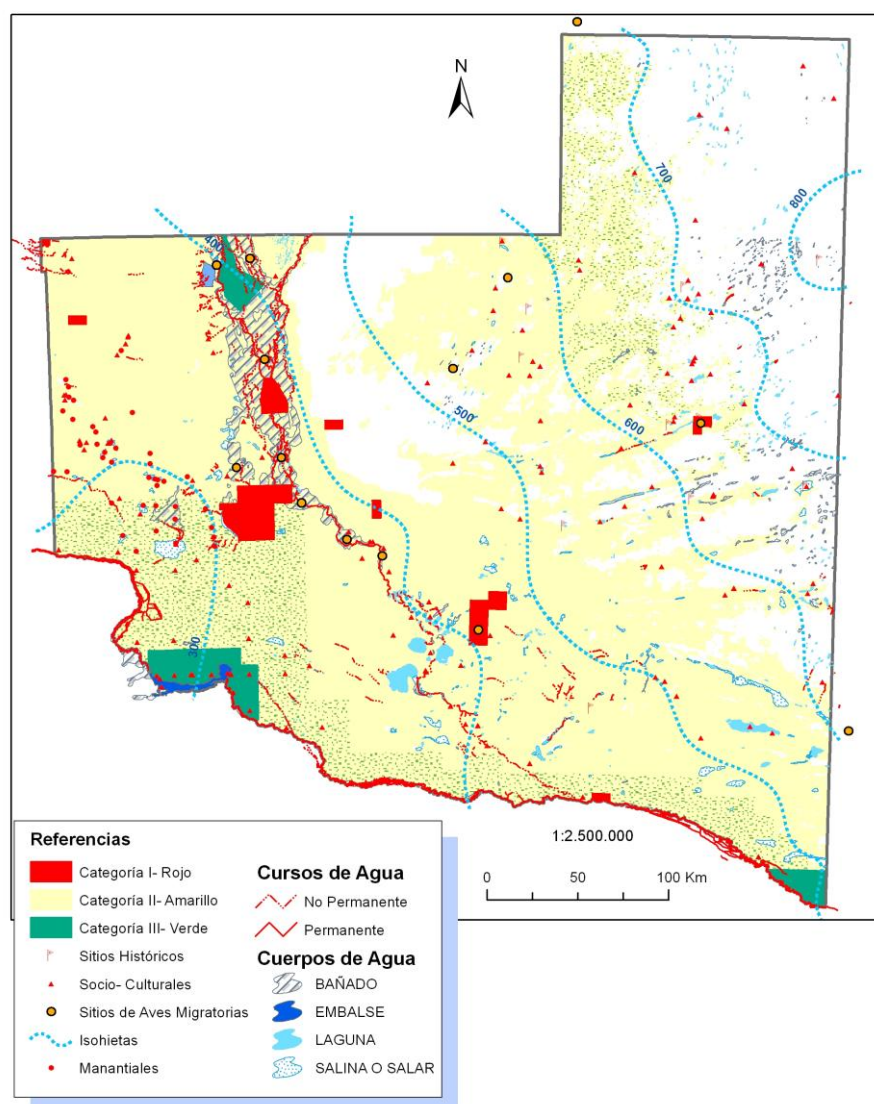 N
400
700
800
500
600
300
1:2.500.000
0 50 100 Km
Referencias
Categoría I- Rojo
Categoría II- Amarillo
Categoría III- Verde
Sitios Históricos
Socio- Culturales
Sitios de Aves Migratorias
Isohietas
Manantiales
Cursos de Agua
No Permanente
Permanente
Cuerpos de Agua
BAÑADO
EMBALSE
LAGUNA
SALINA O SALAR